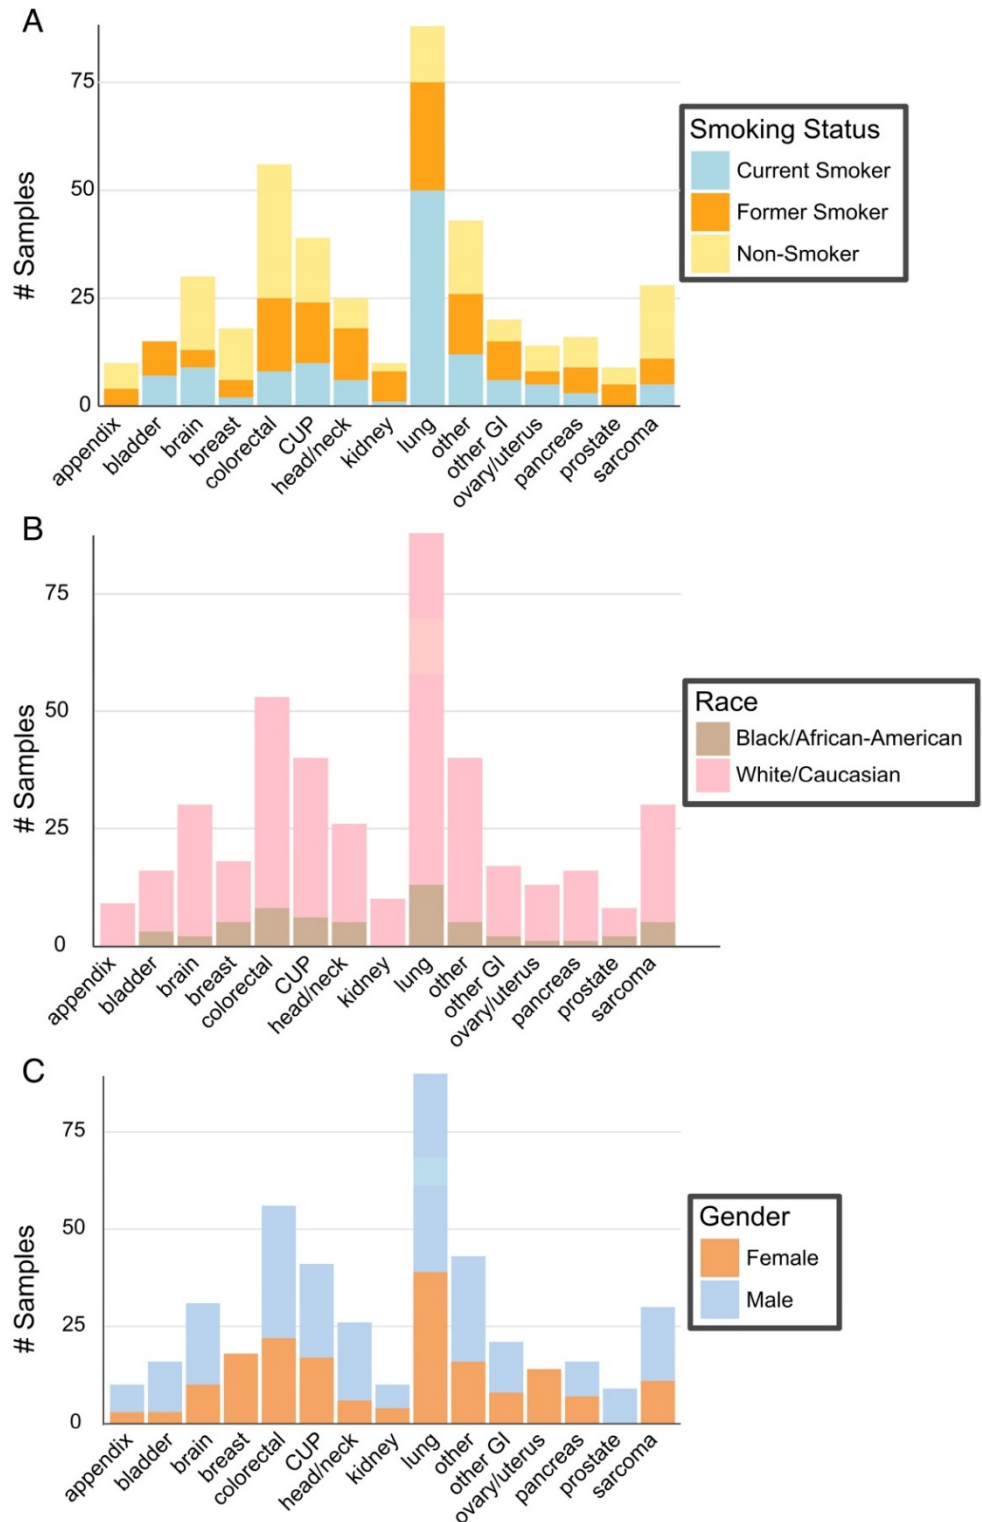 A
# Samples
75
50
25
0
appendix
bladder
brain
breast
colorectal
CUP
head/neck
kidney
lung
other
other GI
ovary/uterus
pancreas
prostate
sarcoma
Smoking Status
Current Smoker
Former Smoker
Non-Smoker
B
# Samples
75
50
25
0
appendix
bladder
brain
breast
colorectal
CUP
head/neck
kidney
lung
other
other GI
ovary/uterus
pancreas
prostate
sarcoma
Race
Black/African-American
White/Caucasian
C
# Samples
75
50
25
0
appendix
bladder
brain
breast
colorectal
CUP
head/neck
kidney
lung
other
other GI
ovary/uterus
pancreas
prostate
sarcoma
Gender
Female
Male